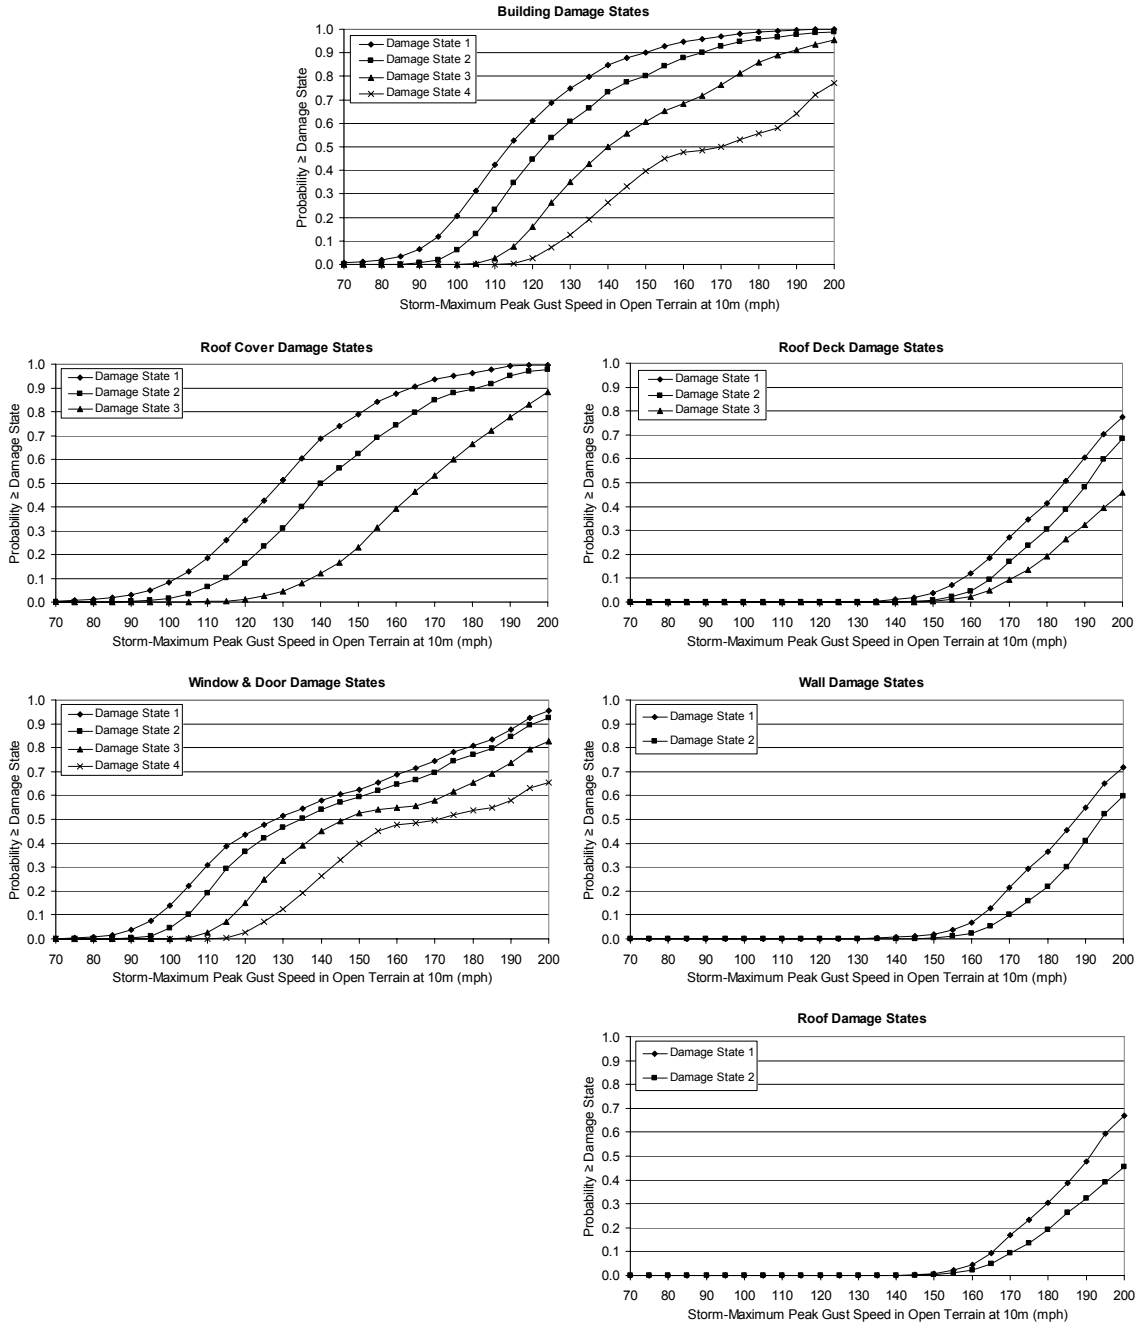 Building Damage States
Probability ≥ Damage State
1.0
0.9
0.8
0.7
0.6
0.5
0.4
0.3
0.2
0.1
0.0
Damage State 1
Damage State 2
Damage State 3
Damage State 4
70 80 90 100 110 120 130 140 150 160 170 180 190 200
Storm-Maximum Peak Gust Speed in Open Terrain at 10m (mph)
Roof Cover Damage States
Probability ≥ Damage State
1.0
0.9
0.8
0.7
0.6
0.5
0.4
0.3
0.2
0.1
0.0
Damage State 1
Damage State 2
Damage State 3
70 80 90 100 110 120 130 140 150 160 170 180 190 200
Storm-Maximum Peak Gust Speed in Open Terrain at 10m (mph)
Roof Deck Damage States
Probability ≥ Damage State
1.0
0.9
0.8
0.7
0.6
0.5
0.4
0.3
0.2
0.1
0.0
Damage State 1
Damage State 2
Damage State 3
70 80 90 100 110 120 130 140 150 160 170 180 190 200
Storm-Maximum Peak Gust Speed in Open Terrain at 10m (mph)
Window & Door Damage States
Probability ≥ Damage State
1.0
0.9
0.8
0.7
0.6
0.5
0.4
0.3
0.2
0.1
0.0
Damage State 1
Damage State 2
Damage State 3
Damage State 4
70 80 90 100 110 120 130 140 150 160 170 180 190 200
Storm-Maximum Peak Gust Speed in Open Terrain at 10m (mph)
Wall Damage States
Probability ≥ Damage State
1.0
0.9
0.8
0.7
0.6
0.5
0.4
0.3
0.2
0.1
0.0
Damage State 1
Damage State 2
70 80 90 100 110 120 130 140 150 160 170 180 190 200
Storm-Maximum Peak Gust Speed in Open Terrain at 10m (mph)
Roof Damage States
Probability ≥ Damage State
1.0
0.9
0.8
0.7
0.6
0.5
0.4
0.3
0.2
0.1
0.0
Damage State 1
Damage State 2
70 80 90 100 110 120 130 140 150 160 170 180 190 200
Storm-Maximum Peak Gust Speed in Open Terrain at 10m (mph)